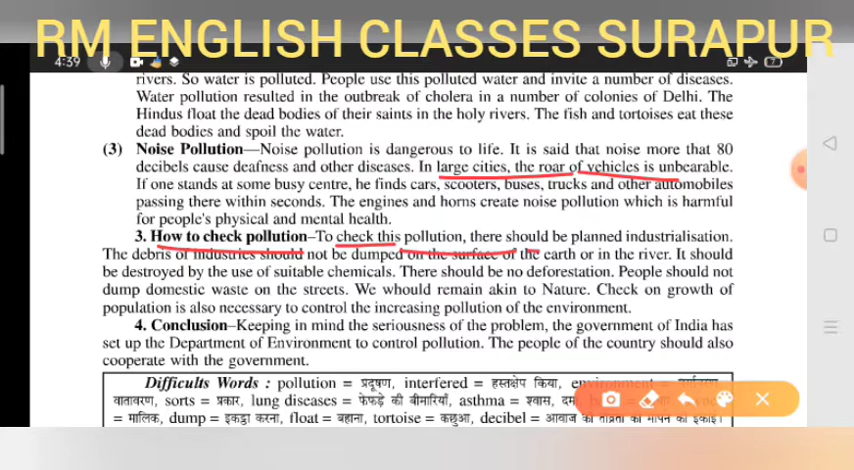 RM ENGLISH CLASSES SURAPUR
4:39
rivers. So water is polluted. People use this polluted water and invite a number of diseases.
Water pollution resulted in the outbreak of cholera in a number of colonies of Delhi. The
Hindus float the dead bodies of their saints in the holy rivers. The fish and tortoises eat these
dead bodies and spoil the water.
(3) Noise Pollution—Noise pollution is dangerous to life. It is said that noise more that 80
decibels cause deafness and other diseases. In large cities, the roar of vehicles is unbearable.
If one stands at some busy centre, he finds cars, scooters, buses, trucks and other automobiles
passing there within seconds. The engines and horns create noise pollution which is harmful
for people's physical and mental health.
3. How to check pollution–To check this pollution, there should be planned industrialisation.
The debris of industries should not be dumped on the surface of the earth or in the river. It should
be destroyed by the use of suitable chemicals. There should be no deforestation. People should not
dump domestic waste on the streets. We whould remain akin to Nature. Check on growth of
population is also necessary to control the increasing pollution of the environment.
4. Conclusion–Keeping in mind the seriousness of the problem, the government of India has
set up the Department of Environment to control pollution. The people of the country should also
cooperate with the government.
Difficults Words : pollution = प्रदूषण, interfered = हस्तक्षेप किया, environment =
वातावरण, sorts = प्रकार, lung diseases = फेफड़े की बीमारियाँ, asthma = श्वास,
= मालिक, dump = इकट्ठा करना, float = बहाना, tortoise = कछुआ, decibel = आवाज की तीव्रता को मापन की इकाई।